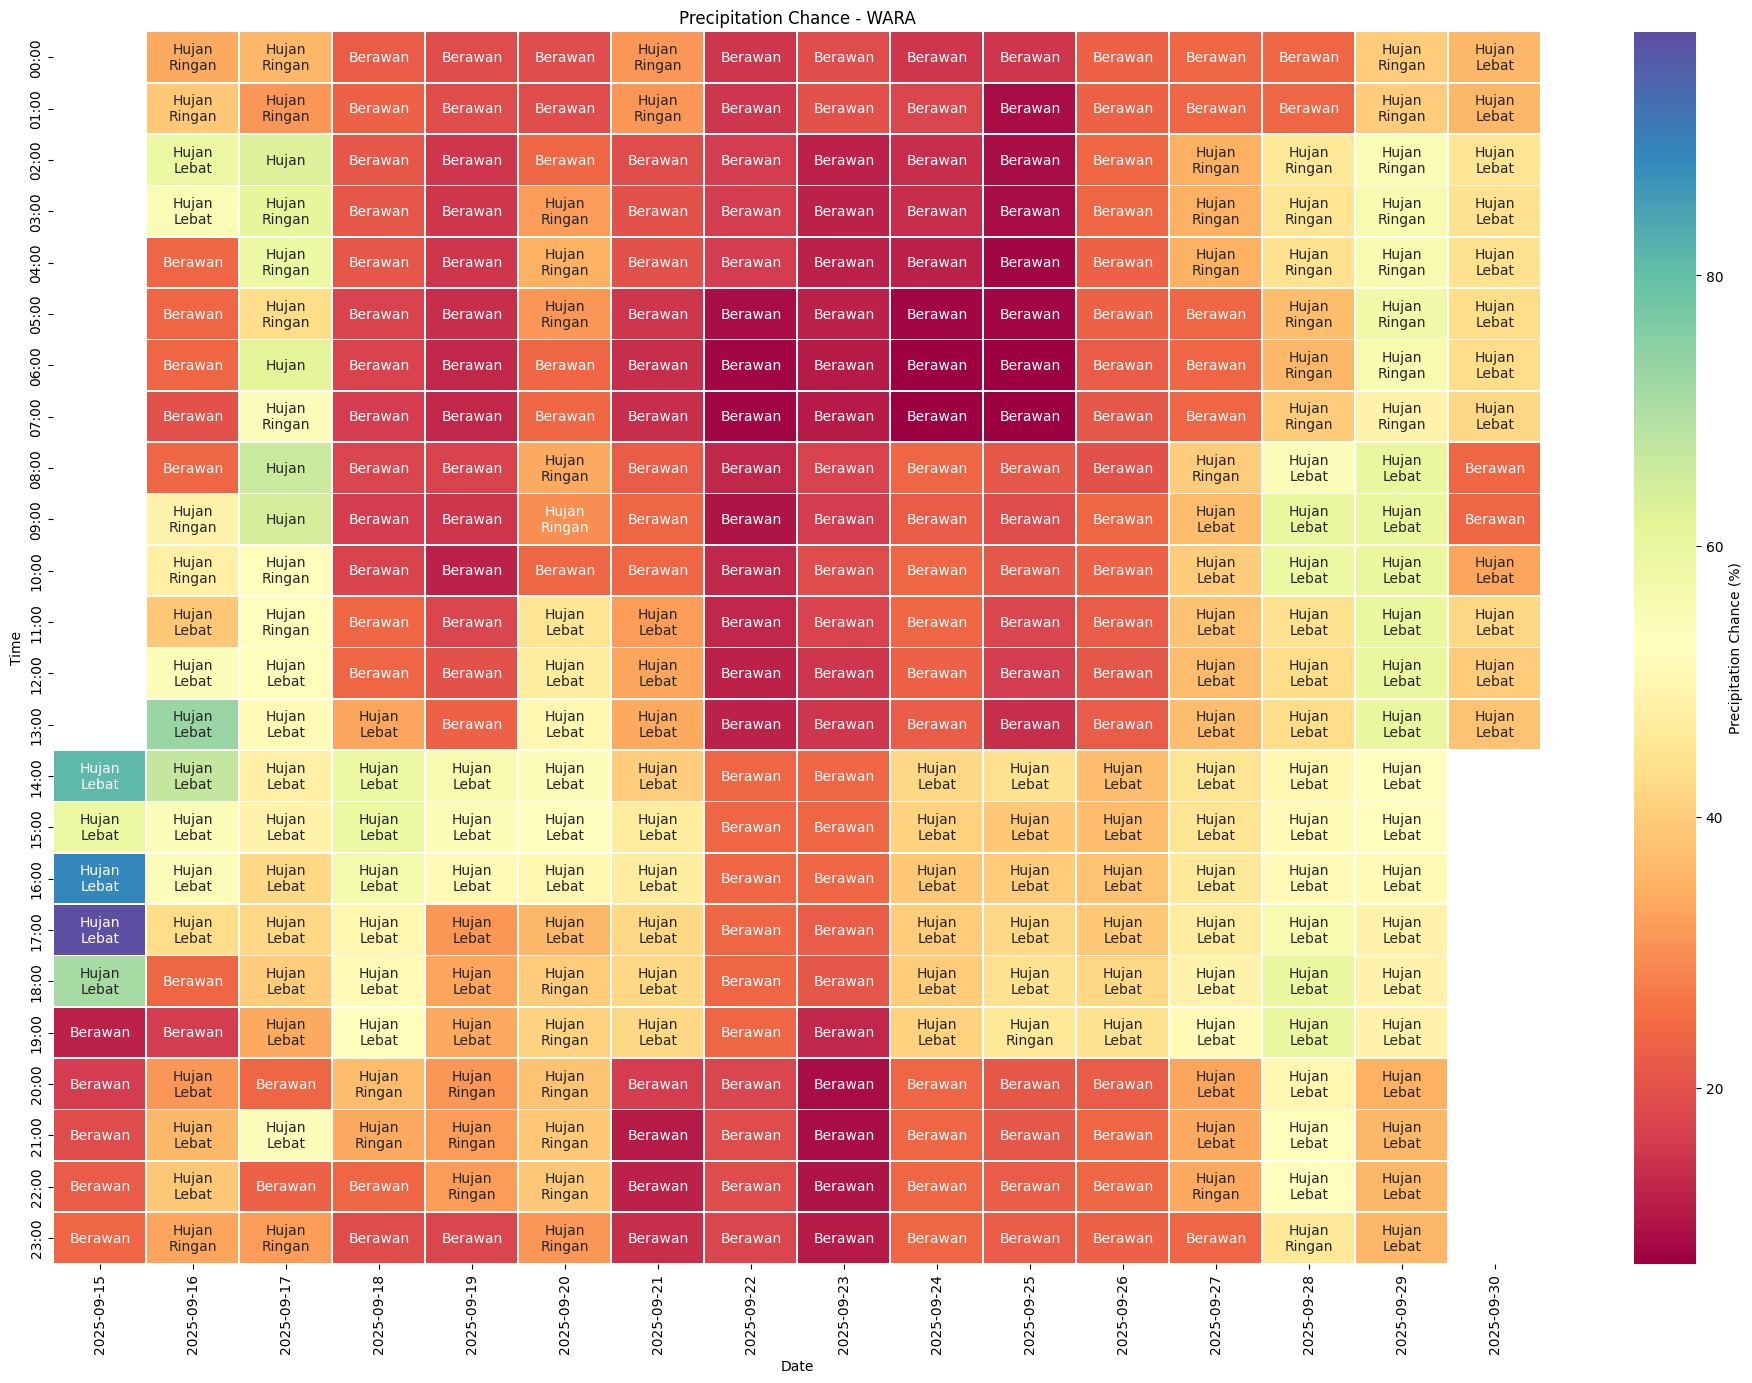 Precipitation Chance - WARA
Time
00:00 Hujan Ringan Hujan Ringan Berawan Berawan Berawan Hujan Ringan Berawan Berawan Berawan Berawan Berawan Berawan Berawan Hujan Ringan Hujan Lebat
01:00 Hujan Ringan Hujan Ringan Berawan Berawan Berawan Hujan Ringan Berawan Berawan Berawan Berawan Berawan Berawan Berawan Hujan Ringan Hujan Lebat
02:00 Hujan Lebat Hujan Berawan Berawan Berawan Berawan Berawan Berawan Berawan Berawan Berawan Hujan Ringan Hujan Ringan Hujan Ringan Hujan Lebat
03:00 Hujan Lebat Hujan Ringan Berawan Berawan Hujan Ringan Berawan Berawan Berawan Berawan Berawan Berawan Hujan Ringan Hujan Ringan Hujan Ringan Hujan Lebat
04:00 Berawan Hujan Ringan Berawan Berawan Hujan Ringan Berawan Berawan Berawan Berawan Berawan Berawan Hujan Ringan Hujan Ringan Hujan Ringan Hujan Lebat
05:00 Berawan Hujan Ringan Berawan Berawan Hujan Ringan Berawan Berawan Berawan Berawan Berawan Berawan Berawan Hujan Ringan Hujan Ringan Hujan Lebat
06:00 Berawan Hujan Berawan Berawan Berawan Berawan Berawan Berawan Berawan Berawan Berawan Berawan Hujan Ringan Hujan Ringan Hujan Lebat
07:00 Berawan Hujan Ringan Berawan Berawan Berawan Berawan Berawan Berawan Berawan Berawan Berawan Berawan Hujan Ringan Hujan Ringan Hujan Lebat
08:00 Berawan Hujan Berawan Berawan Hujan Ringan Berawan Berawan Berawan Berawan Berawan Berawan Hujan Ringan Hujan Lebat Hujan Lebat Berawan
09:00 Hujan Ringan Hujan Berawan Berawan Hujan Ringan Berawan Berawan Berawan Berawan Berawan Berawan Hujan Lebat Hujan Lebat Hujan Lebat Berawan
10:00 Hujan Ringan Hujan Ringan Berawan Berawan Berawan Berawan Berawan Berawan Berawan Berawan Berawan Hujan Lebat Hujan Lebat Hujan Lebat Hujan Lebat
11:00 Hujan Lebat Hujan Ringan Berawan Berawan Hujan Lebat Hujan Lebat Berawan Berawan Berawan Berawan Berawan Hujan Lebat Hujan Lebat Hujan Lebat Hujan Lebat
12:00 Hujan Lebat Hujan Lebat Berawan Berawan Hujan Lebat Hujan Lebat Berawan Berawan Berawan Berawan Berawan Hujan Lebat Hujan Lebat Hujan Lebat Hujan Lebat
13:00 Hujan Lebat Hujan Lebat Hujan Lebat Berawan Hujan Lebat Hujan Lebat Berawan Berawan Berawan Berawan Berawan Hujan Lebat Hujan Lebat Hujan Lebat Hujan Lebat
14:00 Hujan Lebat Hujan Lebat Hujan Lebat Hujan Lebat Hujan Lebat Hujan Lebat Hujan Lebat Berawan Berawan Hujan Lebat Hujan Lebat Hujan Lebat Hujan Lebat Hujan Lebat Hujan Lebat
15:00 Hujan Lebat Hujan Lebat Hujan Lebat Hujan Lebat Hujan Lebat Hujan Lebat Hujan Lebat Berawan Berawan Hujan Lebat Hujan Lebat Hujan Lebat Hujan Lebat Hujan Lebat Hujan Lebat
16:00 Hujan Lebat Hujan Lebat Hujan Lebat Hujan Lebat Hujan Lebat Hujan Lebat Hujan Lebat Berawan Berawan Hujan Lebat Hujan Lebat Hujan Lebat Hujan Lebat Hujan Lebat Hujan Lebat
17:00 Hujan Lebat Hujan Lebat Hujan Lebat Hujan Lebat Hujan Lebat Hujan Lebat Hujan Lebat Berawan Berawan Hujan Lebat Hujan Lebat Hujan Lebat Hujan Lebat Hujan Lebat Hujan Lebat
18:00 Hujan Lebat Berawan Hujan Lebat Hujan Lebat Hujan Lebat Hujan Ringan Hujan Lebat Berawan Berawan Hujan Lebat Hujan Lebat Hujan Lebat Hujan Lebat Hujan Lebat Hujan Lebat
19:00 Berawan Berawan Hujan Lebat Hujan Lebat Hujan Lebat Hujan Ringan Hujan Lebat Berawan Berawan Hujan Lebat Hujan Ringan Hujan Lebat Hujan Lebat Hujan Lebat Hujan Lebat
20:00 Berawan Hujan Lebat Berawan Hujan Ringan Hujan Ringan Hujan Ringan Berawan Berawan Berawan Berawan Berawan Berawan Hujan Lebat Hujan Lebat Hujan Lebat
21:00 Berawan Hujan Lebat Hujan Lebat Hujan Ringan Hujan Ringan Hujan Ringan Berawan Berawan Berawan Berawan Berawan Berawan Hujan Lebat Hujan Lebat Hujan Lebat
22:00 Berawan Hujan Lebat Berawan Berawan Hujan Ringan Hujan Ringan Berawan Berawan Berawan Berawan Berawan Berawan Hujan Ringan Hujan Lebat Hujan Lebat
23:00 Berawan Hujan Ringan Hujan Ringan Berawan Berawan Hujan Ringan Berawan Berawan Berawan Berawan Berawan Berawan Berawan Hujan Ringan Hujan Lebat
2025-09-15 2025-09-16 2025-09-17 2025-09-18 2025-09-19 2025-09-20 2025-09-21 2025-09-22 2025-09-23 2025-09-24 2025-09-25 2025-09-26 2025-09-27 2025-09-28 2025-09-29 2025-09-30
Date
80
60
40
20
Precipitation Chance (%)